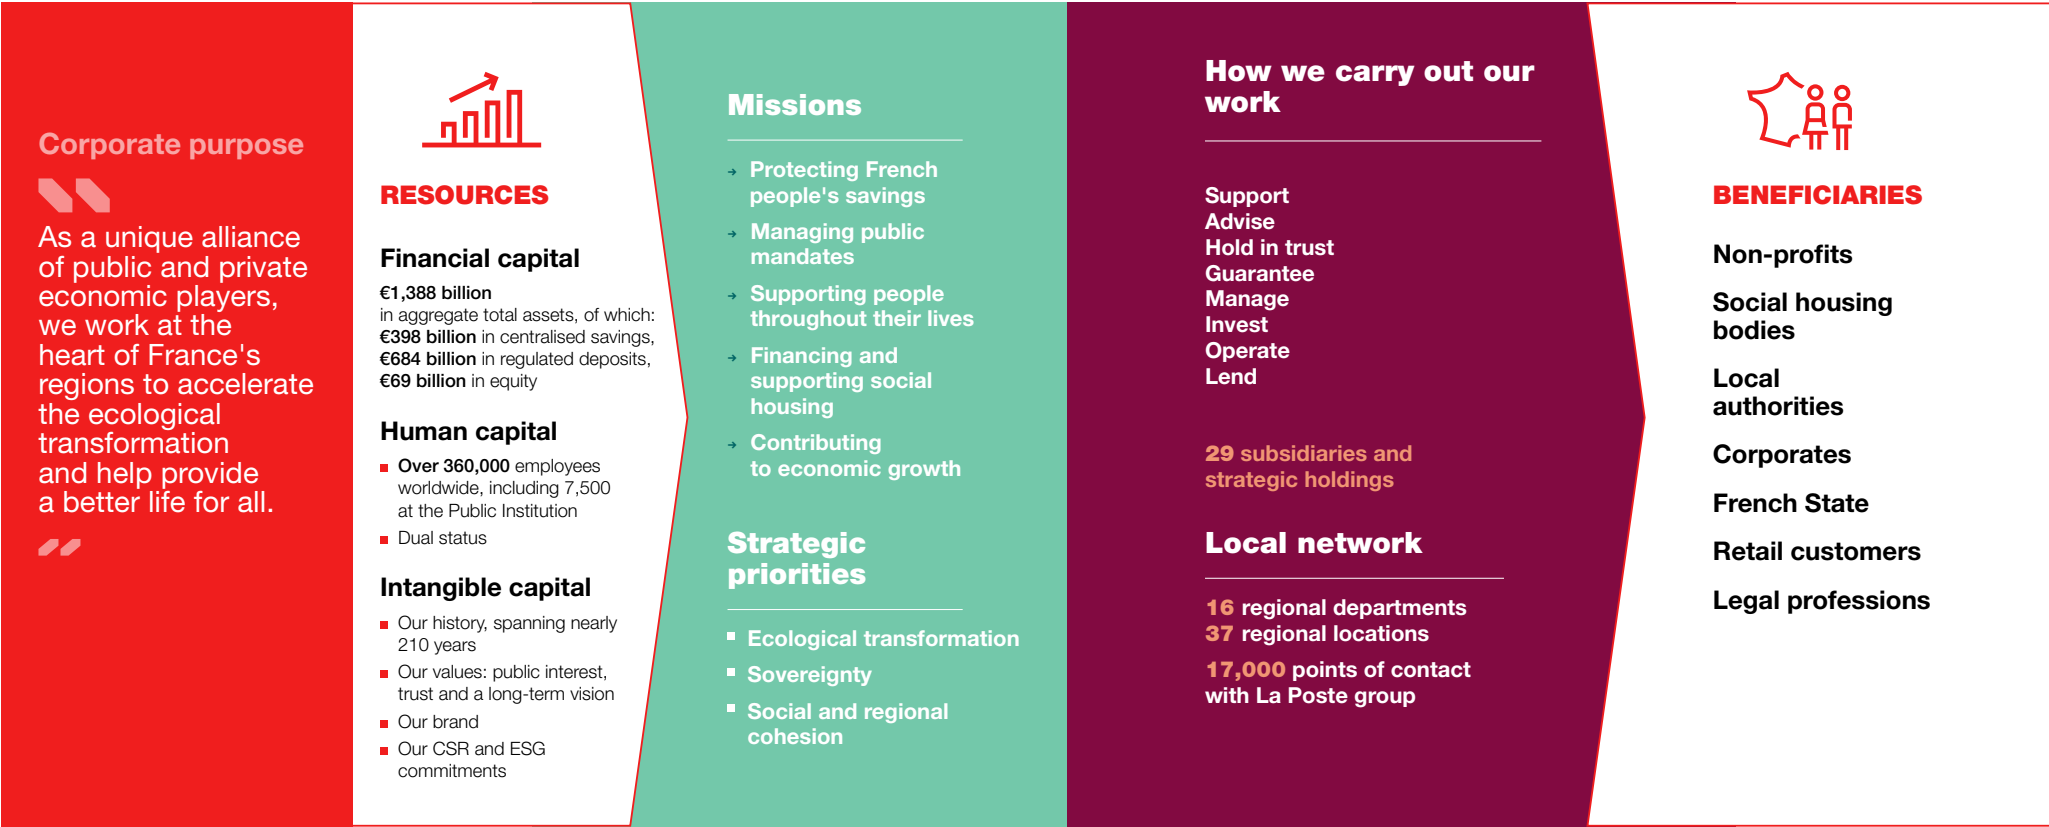 Corporate purpose
As a unique alliance
of public and private
economic players,
we work at the
heart of France's
regions to accelerate
the ecological
transformation
and help provide
a better life for all.
RESOURCES
Financial capital
€1,388 billion
in aggregate total assets, of which:
€398 billion in centralised savings,
€684 billion in regulated deposits,
€69 billion in equity
Human capital
Over 360,000 employees
worldwide, including 7,500
at the Public Institution
Dual status
Intangible capital
Our history, spanning nearly
210 years
Our values: public interest,
trust and a long-term vision
Our brand
Our CSR and ESG
commitments
Missions
Protecting French
people's savings
Managing public
mandates
Supporting people
throughout their lives
Financing and
supporting social
housing
Contributing
to economic growth
Strategic
priorities
Ecological transformation
Sovereignty
Social and regional
cohesion
How we carry out our
work
Support
Advise
Hold in trust
Guarantee
Manage
Invest
Operate
Lend
29 subsidiaries and
strategic holdings
Local network
16 regional departments
37 regional locations
17,000 points of contact
with La Poste group
BENEFICIARIES
Non-profits
Social housing
bodies
Local
authorities
Corporates
French State
Retail customers
Legal professions